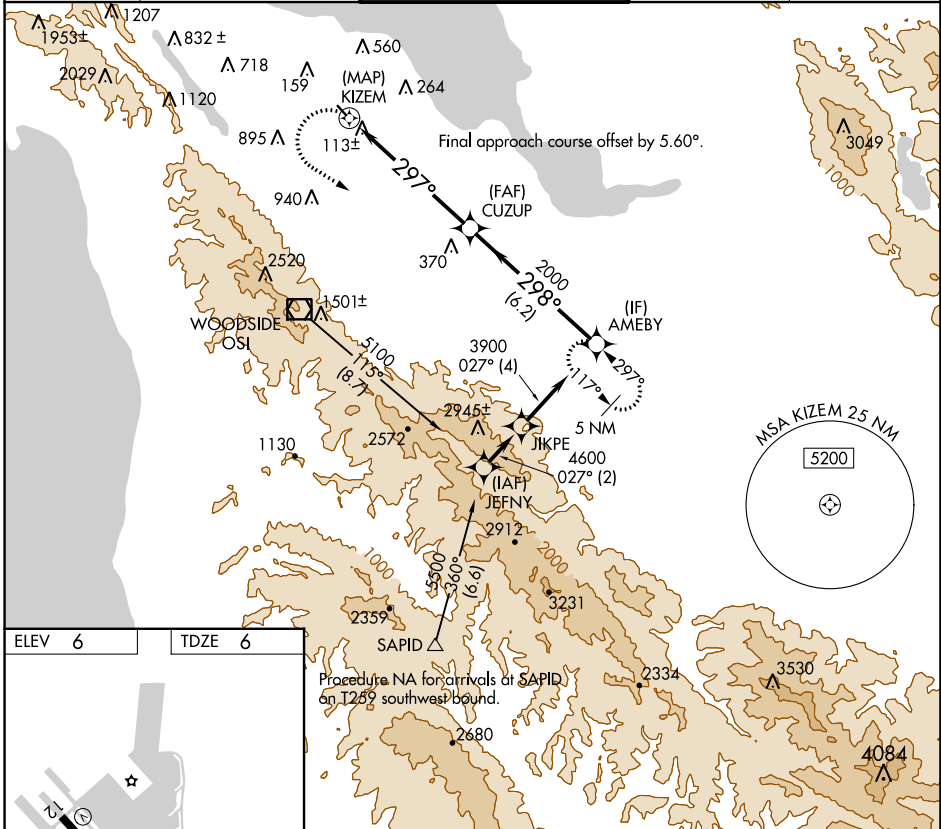 1207
1953±
832 ±
560
718
2029
159
(MAP)
KIZEM
264
1120
3049
895
113±
Final approach course offset by 5.60°.
1000
297°
(FAF)
CUZUP
940
370
2520
2000
298°
(6.2)
1501±
(IF)
AMEBY
WOODSIDE
OSI
5100
115°
(8.7)
3900
027° (4)
297°
117°
5 NM
2945±
JIKPE
2572
4600
027° (2)
1130
(IAF)
JEFNY
MSA KIZEM 25 NM
5200
2912
2000
1000
5500
360°
(6.6)
3231
2359
SAPID
ELEV 6
TDZE 6
Procedure NA for arrivals at SAPID
on T259 southwest bound.
2334
3530
2680
4084
12
V